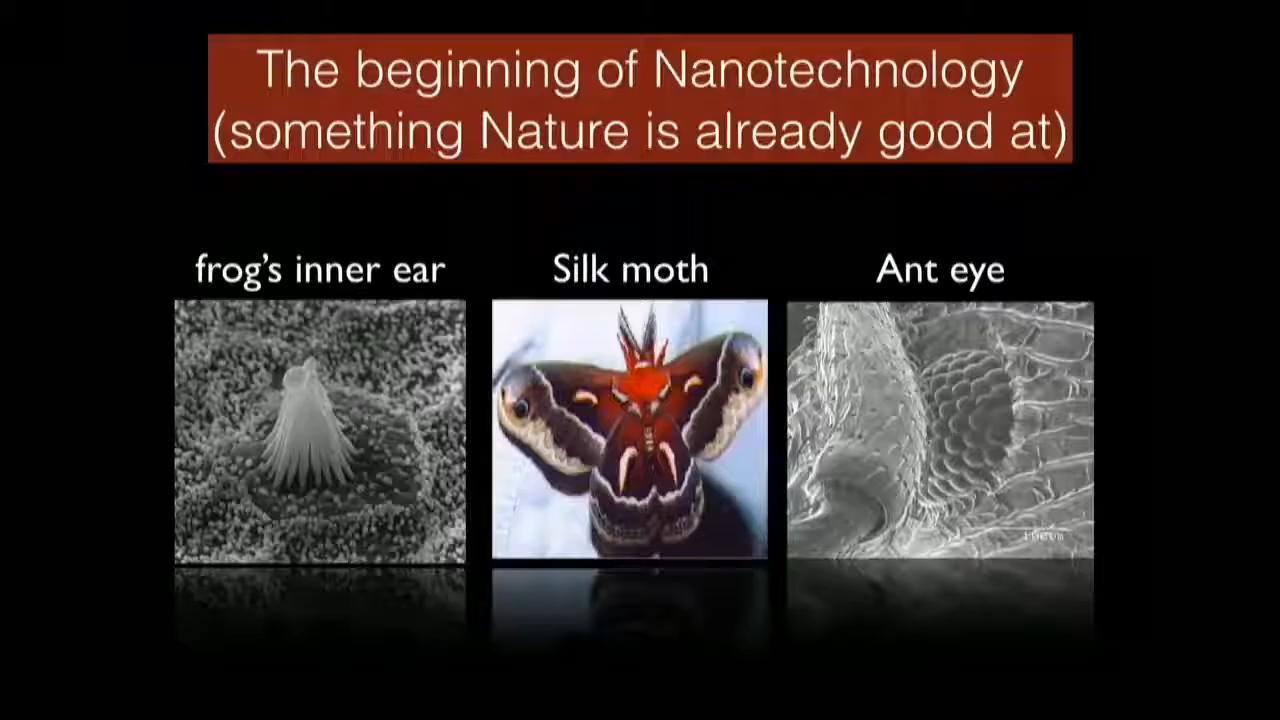 The beginning of Nanotechnology
(something Nature is already good at)
frog's inner ear
Silk moth
Ant eye